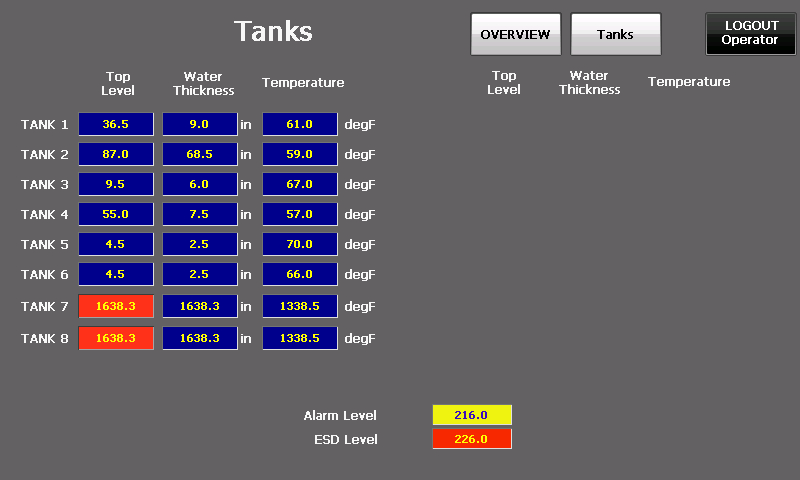 Tanks
OVERVIEW
Tanks
LOGOUT
Operator
Top
Level
Water
Thickness
Temperature
Top
Level
Water
Thickness
Temperature
TANK 1 36.5 9.0 in 61.0 degF
TANK 2 87.0 68.5 in 59.0 degF
TANK 3 9.5 6.0 in 67.0 degF
TANK 4 55.0 7.5 in 57.0 degF
TANK 5 4.5 2.5 in 70.0 degF
TANK 6 4.5 2.5 in 66.0 degF
TANK 7 1638.3 1638.3 in 1338.5 degF
TANK 8 1638.3 1638.3 in 1338.5 degF
Alarm Level 216.0
ESD Level 226.0